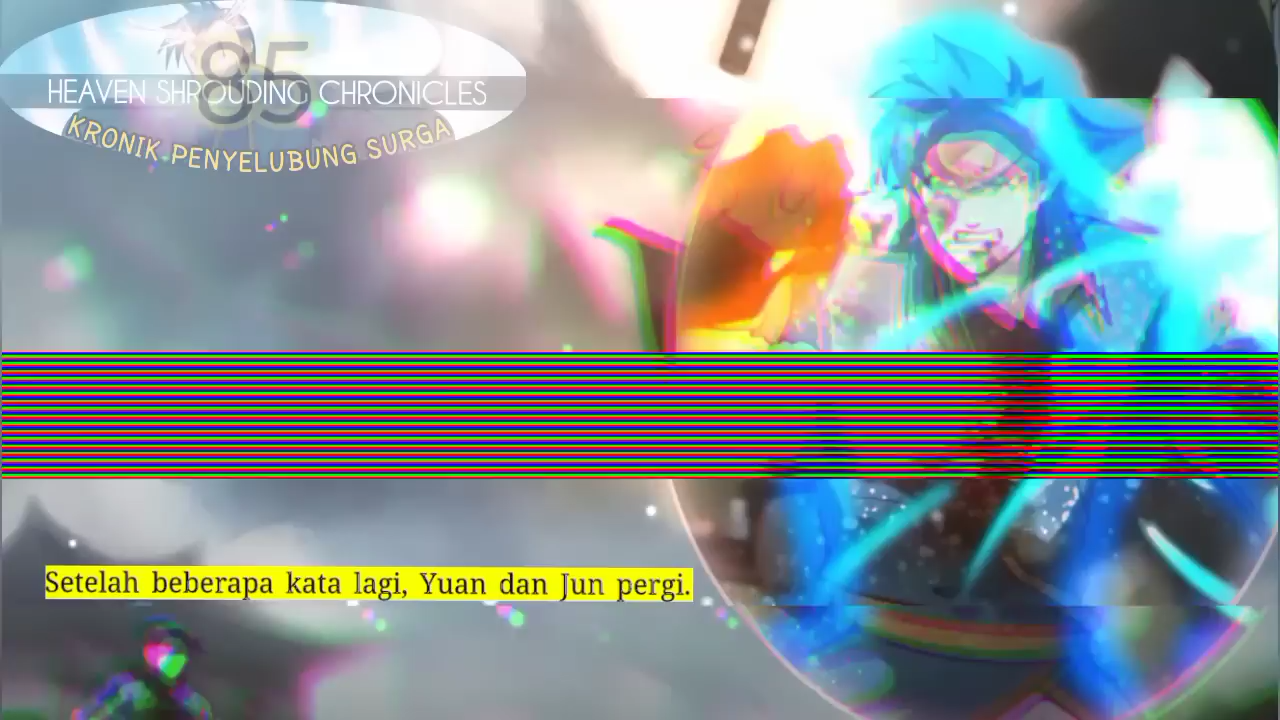 85
HEAVEN SHROUDING CHRONICLES
KRONIK PENYELUBUNG SURGA
Setelah beberapa kata lagi, Yuan dan Jun pergi.